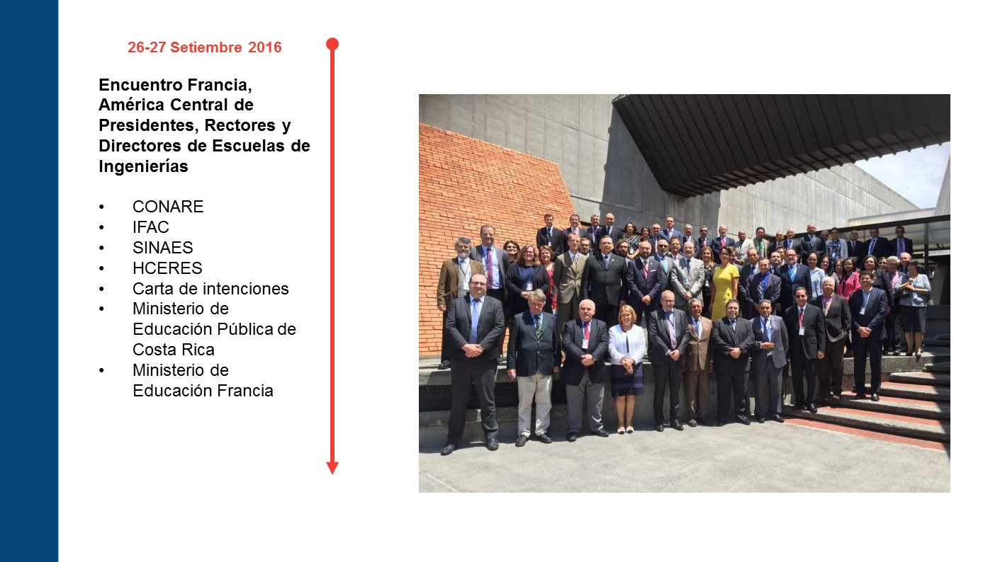 26-27 Setiembre 2016
Encuentro Francia,
América Central de
Presidentes, Rectores y
Directores de Escuelas de
Ingenierías
• CONARE
• IFAC
• SINAES
• HCERES
• Carta de intenciones
• Ministerio de
Educación Pública de
Costa Rica
• Ministerio de
Educación Francia